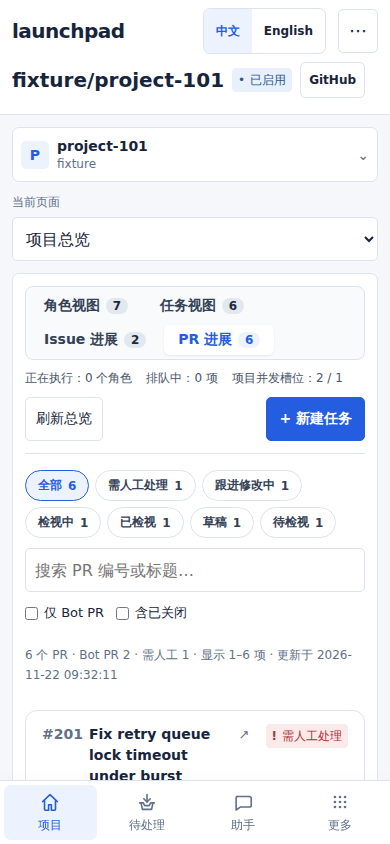 launchpad 中文 English ...
fixture/project-101 • 已启用 GitHub
P project-101
fixture
当前页面
项目总览
角色视图 7 任务视图 6
Issue 进展 2 PR 进展 6
正在执行：0 个角色 排队中：0 项 项目并发槽位：2 / 1
刷新总览 + 新建任务
全部 6 需人工处理 1 跟进修改中 1
检视中 1 已检视 1 草稿 1 待检视 1
搜索 PR 编号或标题…
仅 Bot PR 含已关闭
6 个 PR · Bot PR 2 · 需人工 1 · 显示 1–6 项 · 更新于 2026-
11-22 09:32:11
#201 Fix retry queue ↗ ! 需人工处理
lock timeout
under burst
项目 待处理 助手 更多